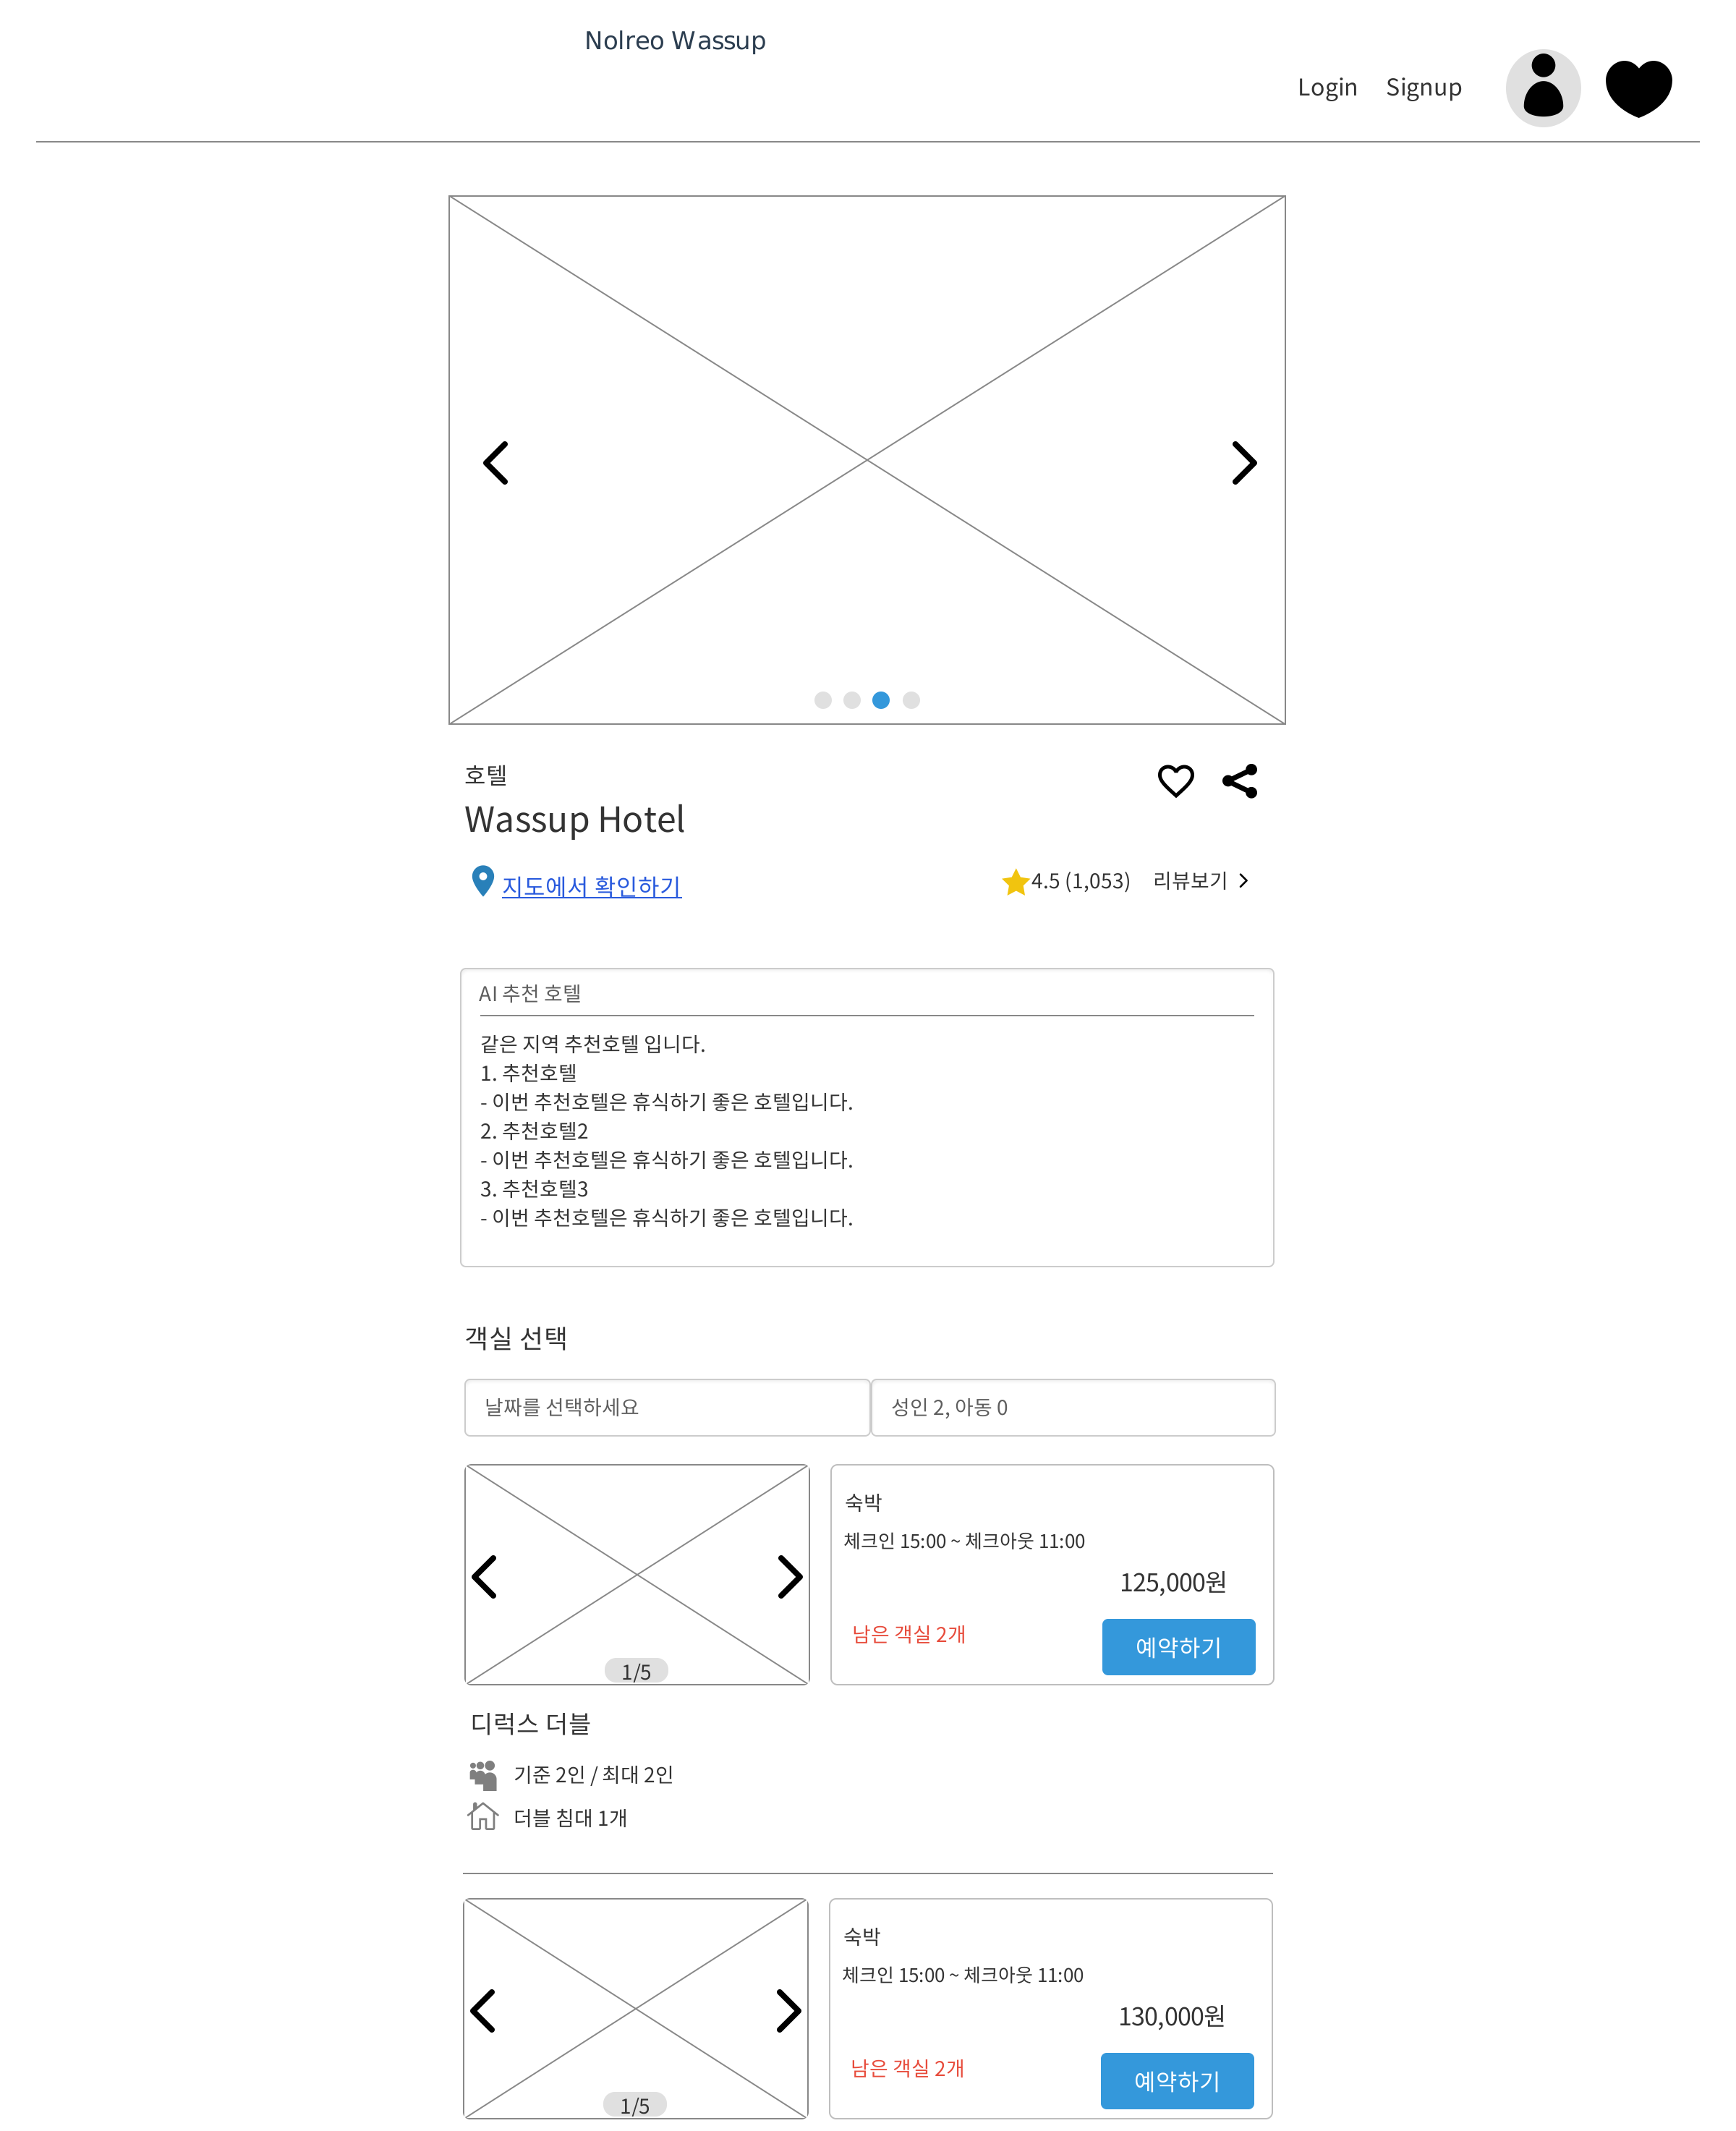 Nolreo Wassup
Login Signup
호텔
Wassup Hotel
지도에서 확인하기
4.5 (1,053) 리뷰보기
AI 추천 호텔
같은 지역 추천호텔 입니다.
1. 추천호텔
- 이번 추천호텔은 휴식하기 좋은 호텔입니다.
2. 추천호텔2
- 이번 추천호텔은 휴식하기 좋은 호텔입니다.
3. 추천호텔3
- 이번 추천호텔은 휴식하기 좋은 호텔입니다.
객실 선택
날짜를 선택하세요
성인 2, 아동 0
숙박
체크인 15:00 ~ 체크아웃 11:00
125,000원
남은 객실 2개
예약하기
1/5
디럭스 더블
기준 2인 / 최대 2인
더블 침대 1개
숙박
체크인 15:00 ~ 체크아웃 11:00
130,000원
남은 객실 2개
예약하기
1/5